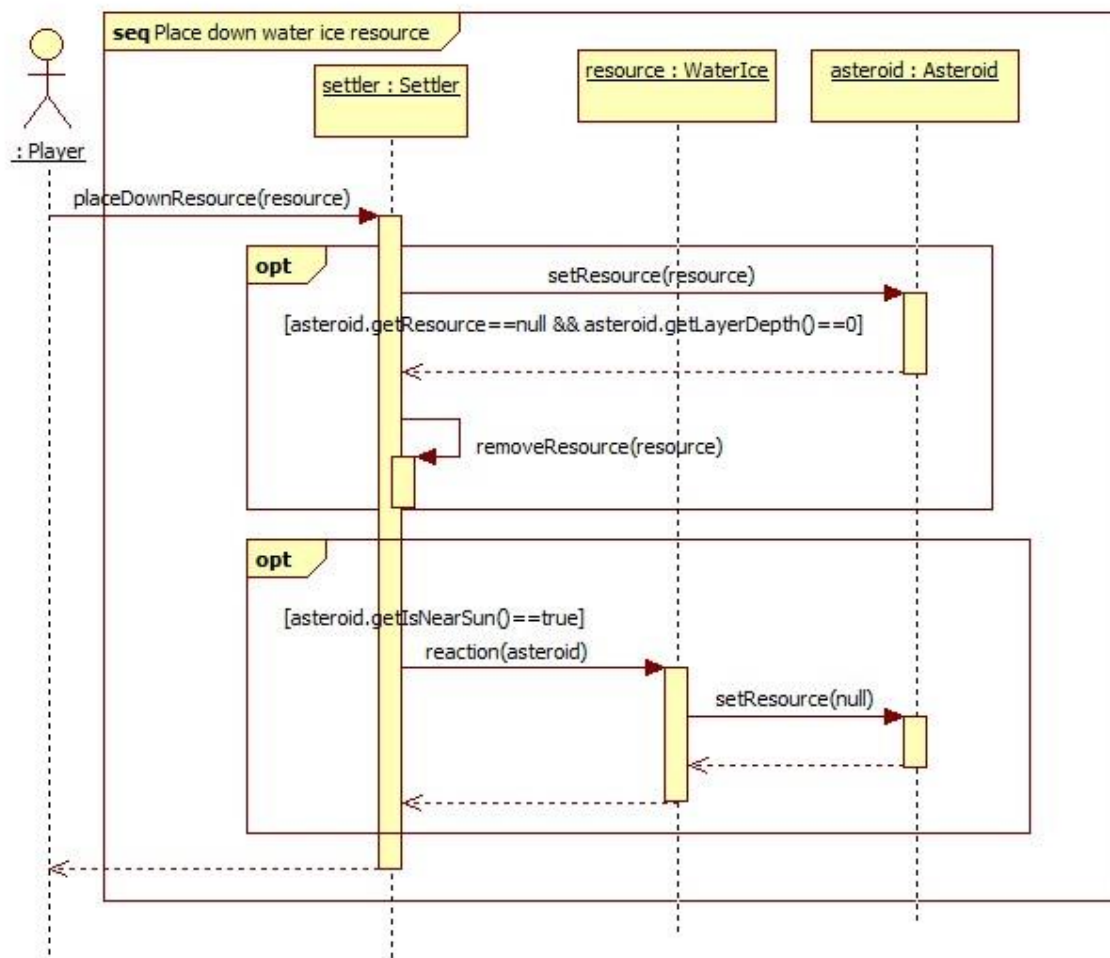 seq Place down water ice resource
settler : Settler
resource : WaterIce
asteroid : Asteroid
: Player
placeDownResource(resource)
opt
setResource(resource)
[asteroid.getResource==null && asteroid.getLayerDepth()==0]
removeResource(resource)
opt
[asteroid.getIsNearSun()==true]
reaction(asteroid)
setResource(null)